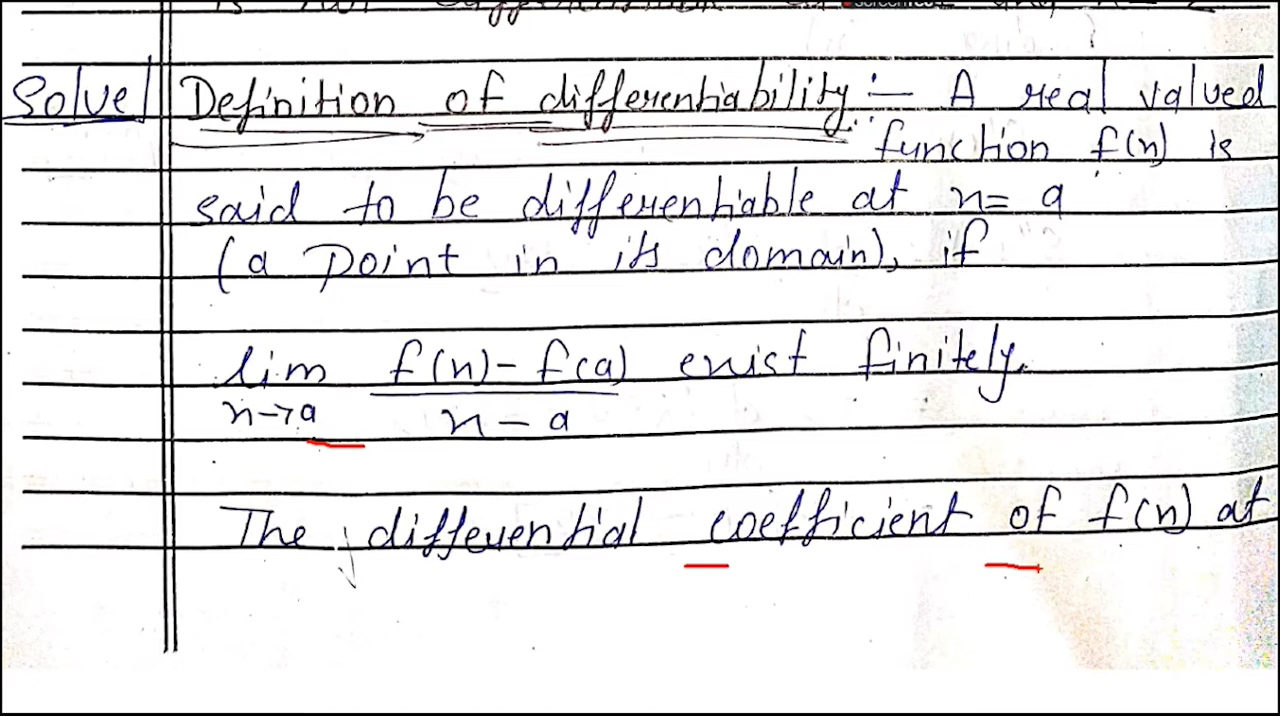 Solve Definition of differentiability :- A real valued
function f(x) is
said to be differentiable at x = a
(a Point in its domain), if
lim f(x) - f(a) exist finitely.
x→a x - a
The differential coefficient of f(x) at